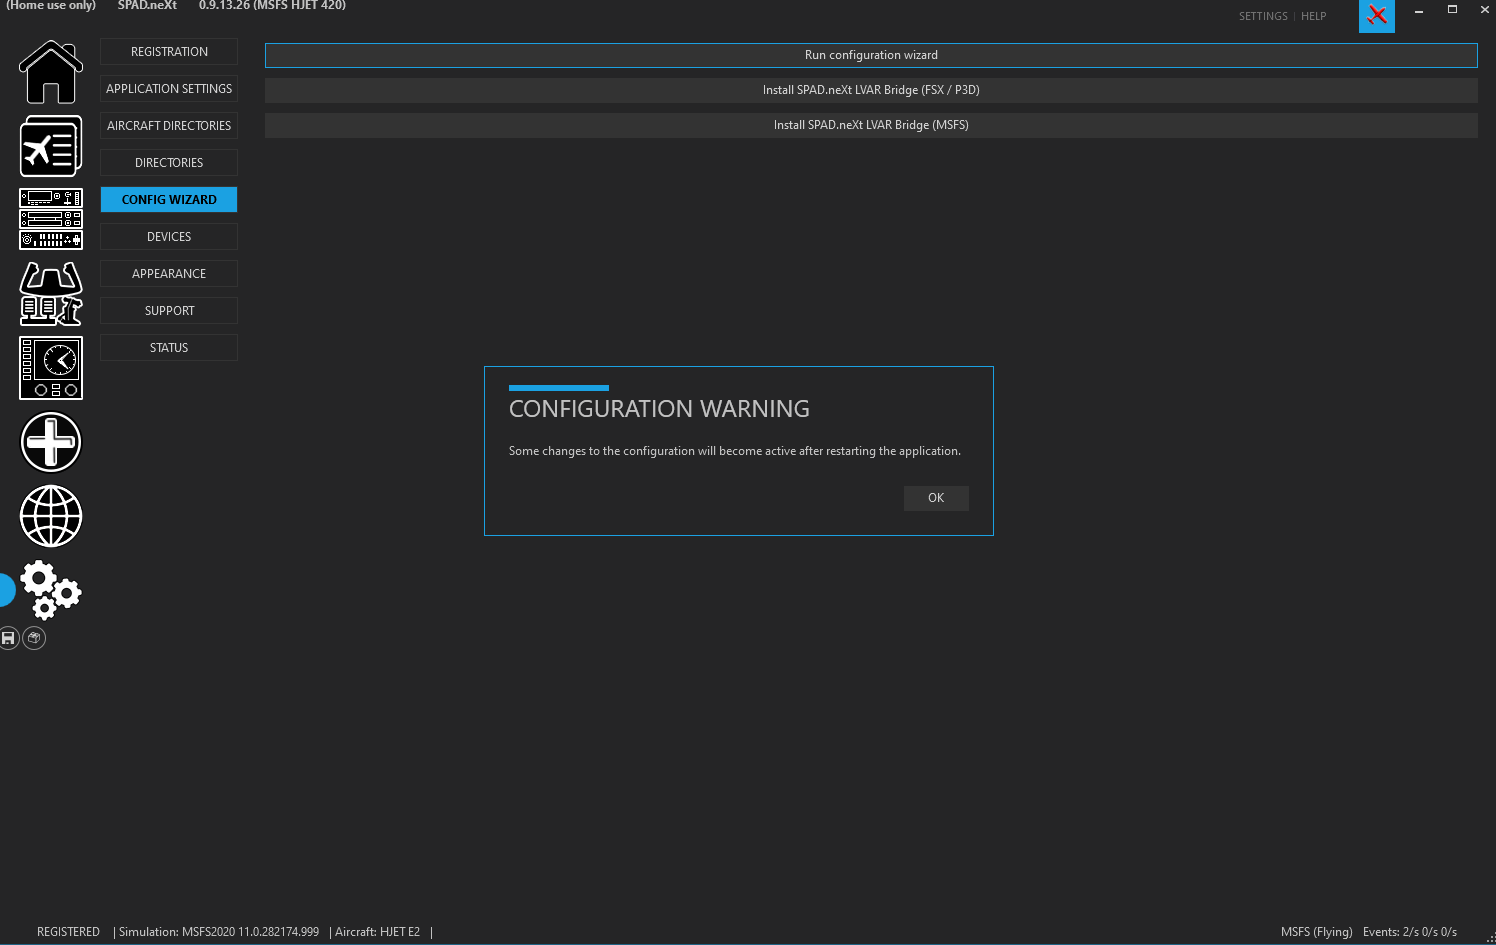 (Home use only) SPAD.neXt 0.9.13.26 (MSFS HJET 420)
SETTINGS | HELP
REGISTRATION
APPLICATION SETTINGS
AIRCRAFT DIRECTORIES
DIRECTORIES
CONFIG WIZARD
DEVICES
APPEARANCE
SUPPORT
STATUS
Run configuration wizard
Install SPAD.neXt LVAR Bridge (FSX / P3D)
Install SPAD.neXt LVAR Bridge (MSFS)
CONFIGURATION WARNING
Some changes to the configuration will become active after restarting the application.
OK
REGISTERED | Simulation: MSFS2020 11.0.282174.999 | Aircraft: HJET E2 |
MSFS (Flying) Events: 2/s 0/s 0/s